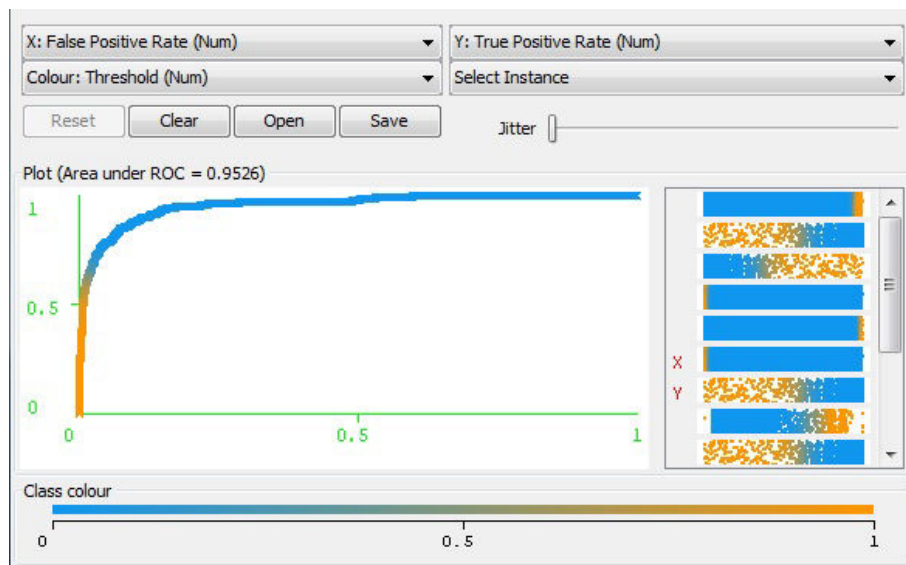 X: False Positive Rate (Num) Y: True Positive Rate (Num)
Colour: Threshold (Num) Select Instance
Reset Clear Open Save Jitter
Plot (Area under ROC = 0.9526)
1
0.5
0
0 0.5 1
X
Y
Class colour
0 0.5 1